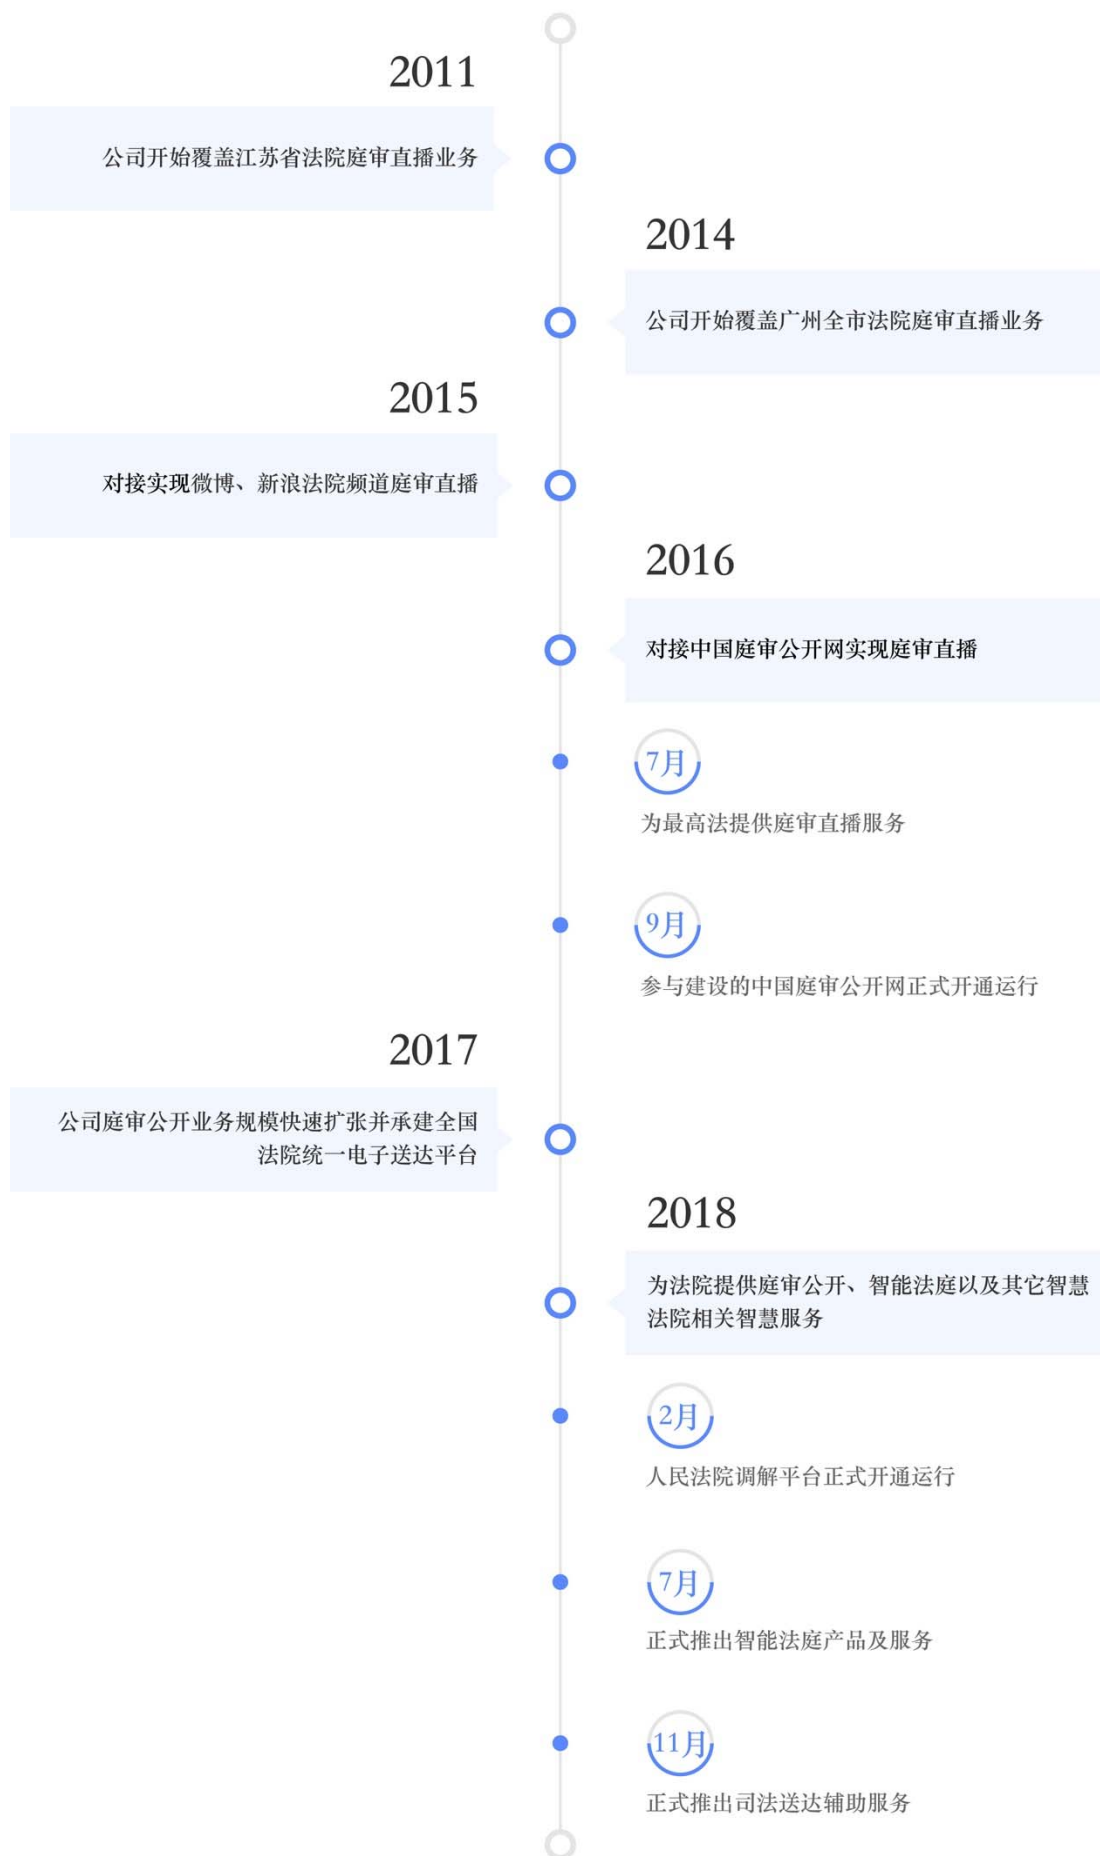 2011
公司开始覆盖江苏省法院庭审直播业务
2014
公司开始覆盖广州全市法院庭审直播业务
2015
对接实现微博、新浪法院频道庭审直播
2016
对接中国庭审公开网实现庭审直播
7月
为最高法提供庭审直播服务
9月
参与建设的中国庭审公开网正式开通运行
2017
公司庭审公开业务规模快速扩张并承建全国
法院统一电子送达平台
2018
为法院提供庭审公开、智能法庭以及其它智慧
法院相关智慧服务
2月
人民法院调解平台正式开通运行
7月
正式推出智能法庭产品及服务
11月
正式推出司法送达辅助服务